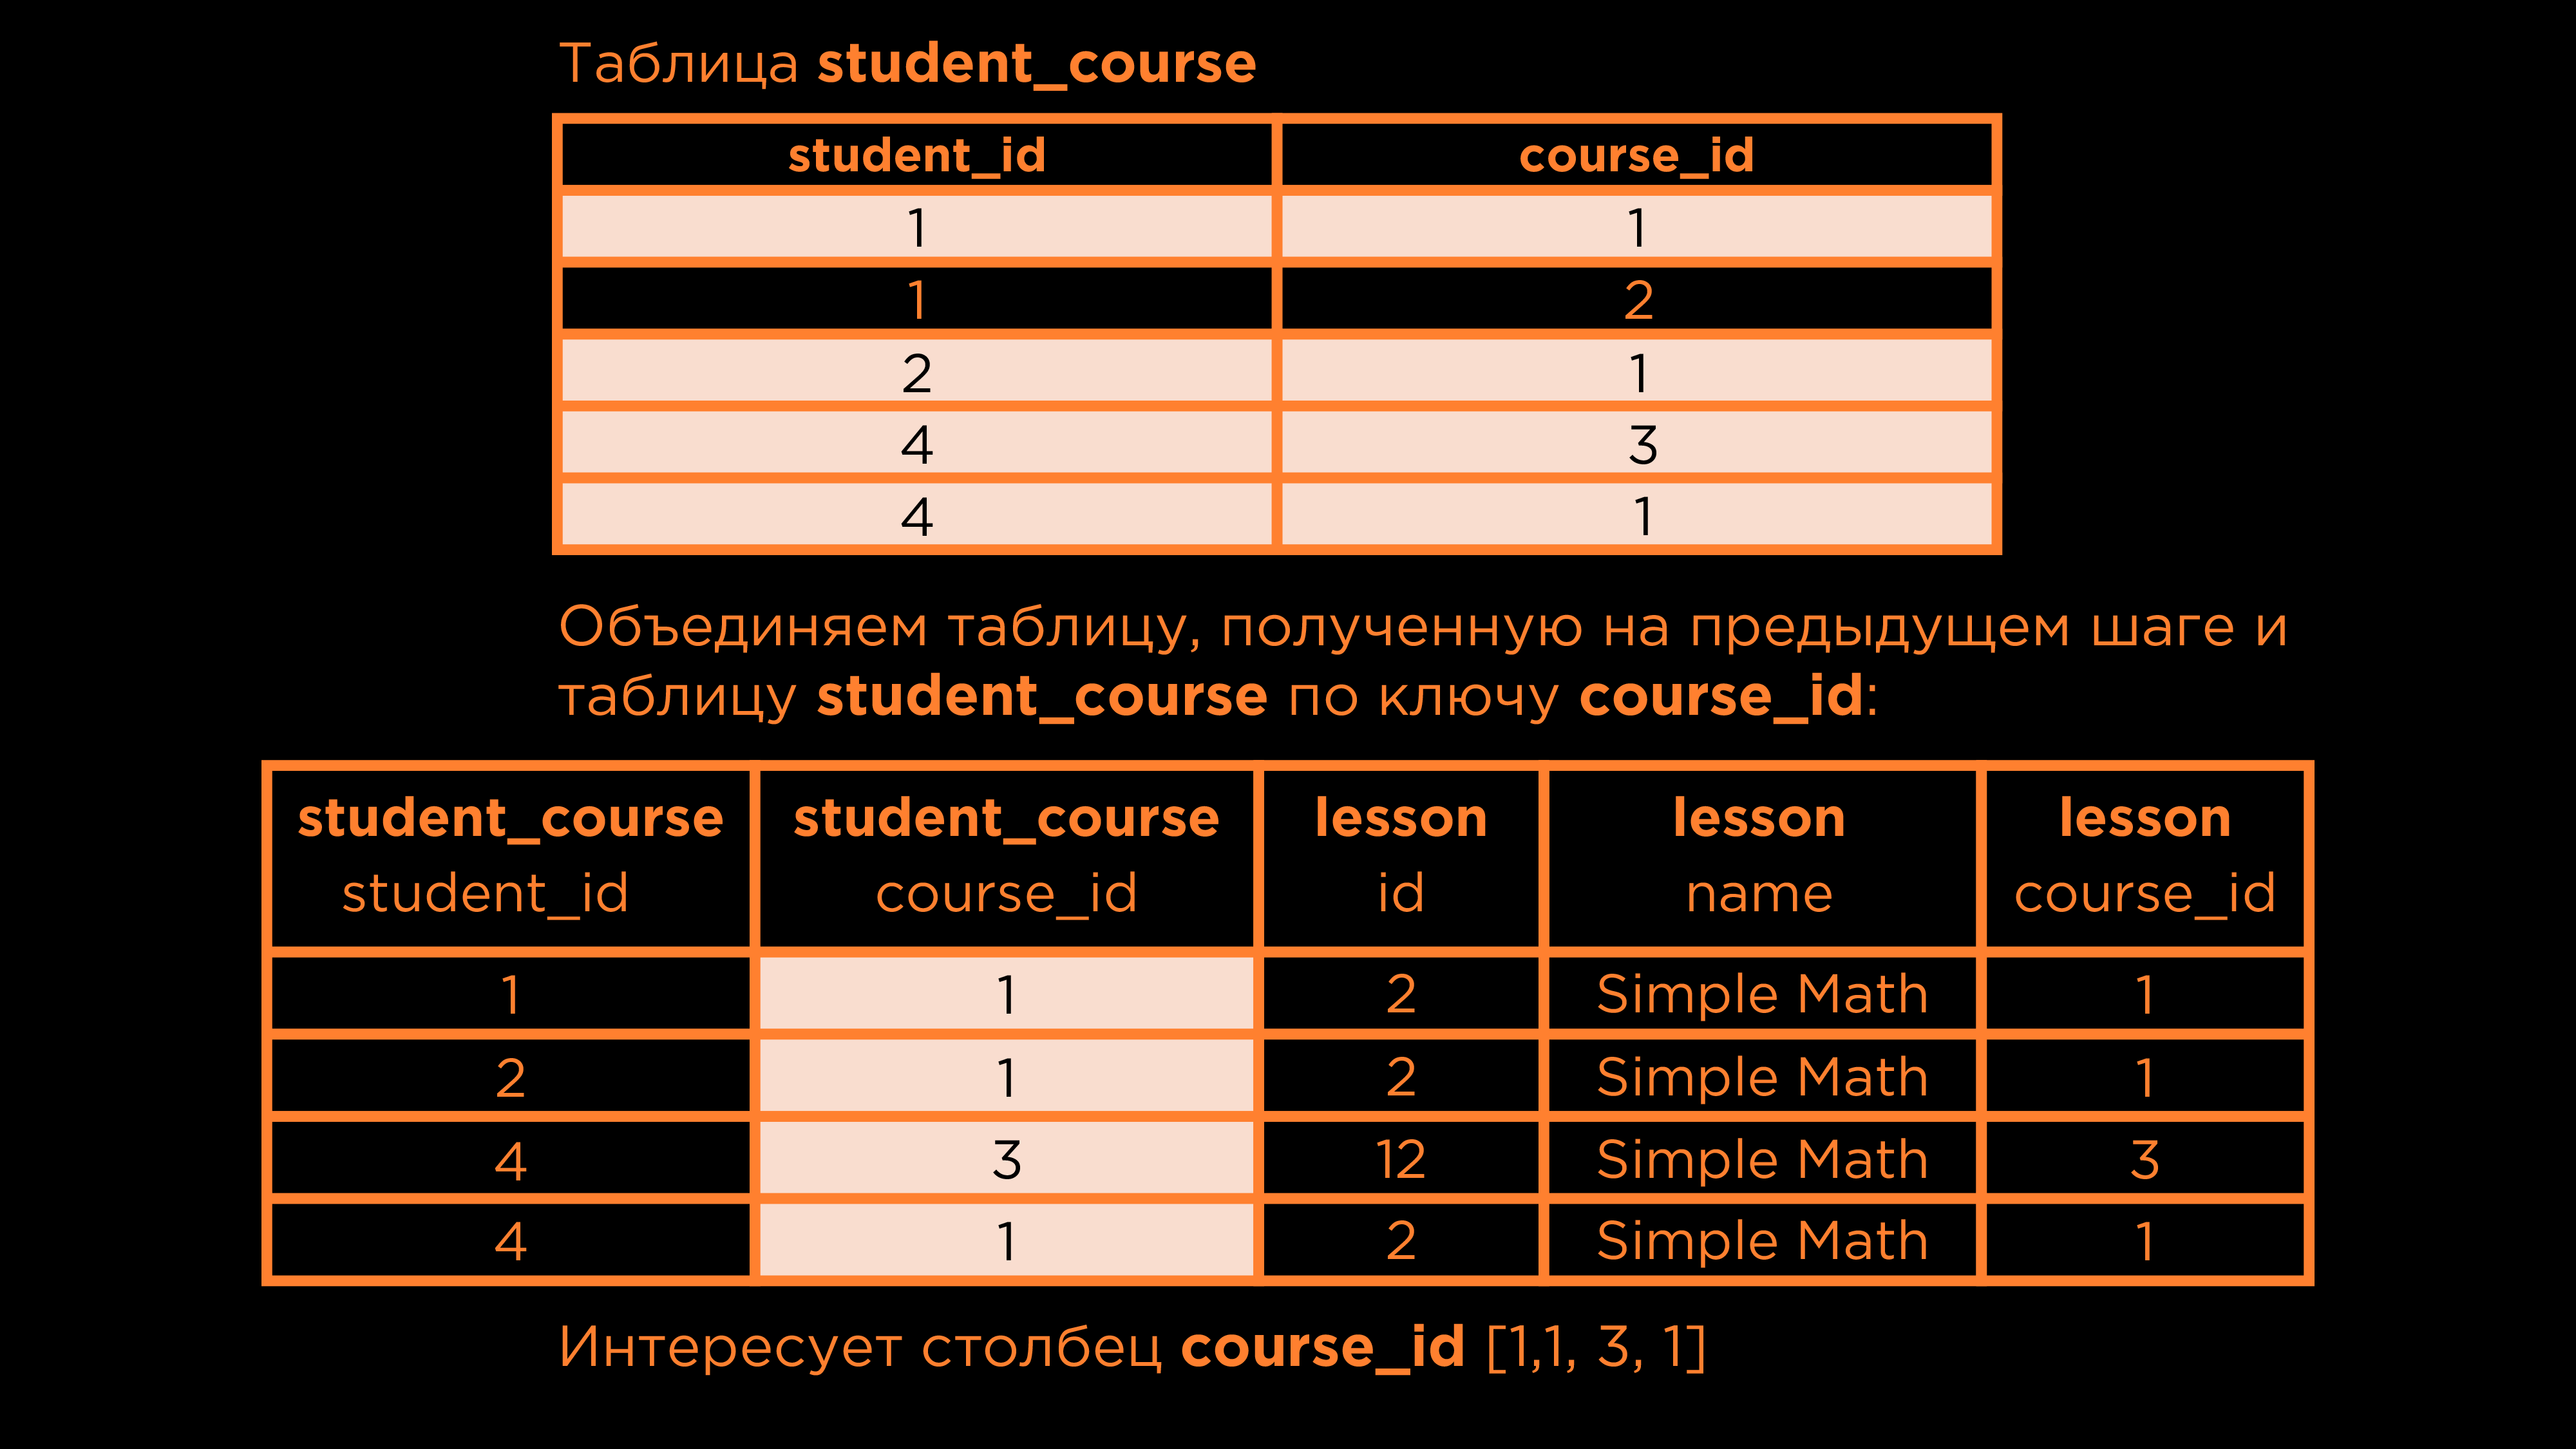 Таблица student_course
student_id course_id
1 1
1 2
2 1
4 3
4 1
Объединяем таблицу, полученную на предыдущем шаге и
таблицу student_course по ключу course_id:
student_course student_course lesson lesson lesson
student_id course_id id name course_id
1 1 2 Simple Math 1
2 1 2 Simple Math 1
4 3 12 Simple Math 3
4 1 2 Simple Math 1
Интересует столбец course_id [1,1, 3, 1]